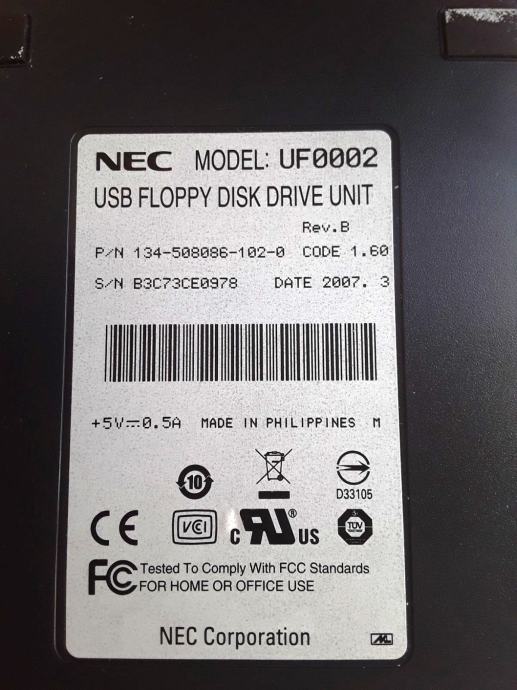 NEC MODEL: UF0002
USB FLOPPY DISK DRIVE UNIT
Rev.B
P/N 134-508086-102-0 CODE 1.60
S/N B3C73CE0978 DATE 2007. 3
+5V⎓0.5A MADE IN PHILIPPINES M
10
D33105
CE VCI c RU ® US TÜV
FC Tested To Comply With FCC Standards
FOR HOME OR OFFICE USE
NEC Corporation